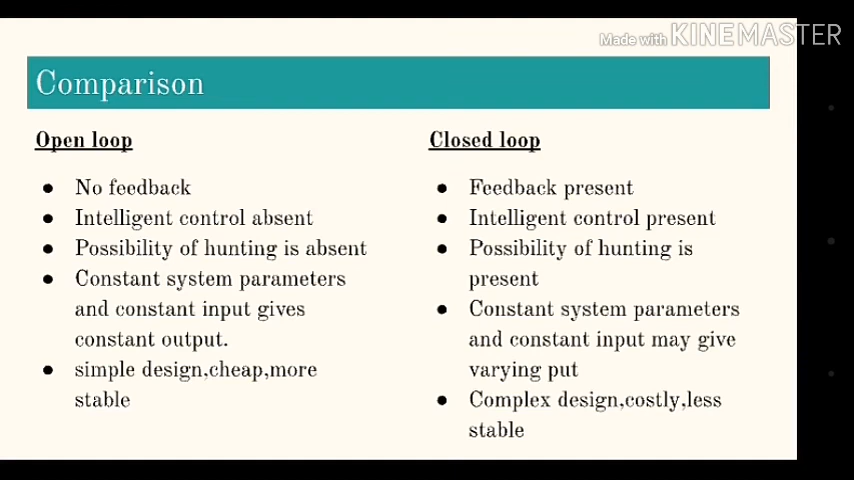 Made with KINEMASTER
Comparison
Open loop
● No feedback
● Intelligent control absent
● Possibility of hunting is absent
● Constant system parameters
and constant input gives
constant output.
● simple design,cheap,more
stable
Closed loop
● Feedback present
● Intelligent control present
● Possibility of hunting is
present
● Constant system parameters
and constant input may give
varying put
● Complex design,costly,less
stable